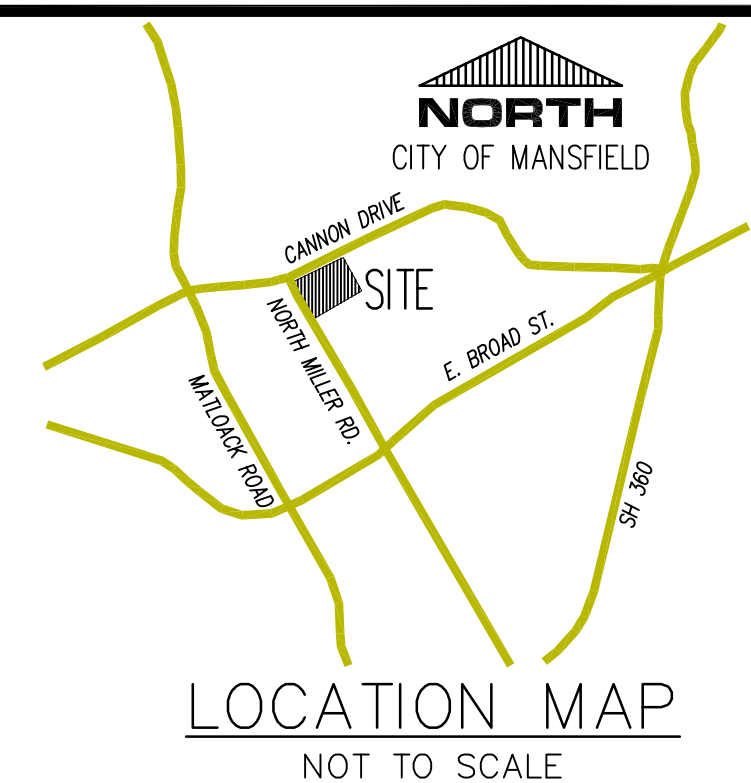 NORTH
CITY OF MANSFIELD
CANNON DRIVE
SITE
NORTH MILLER RD.
E. BROAD ST.
MATLOACK ROAD
SH 360
LOCATION MAP
NOT TO SCALE